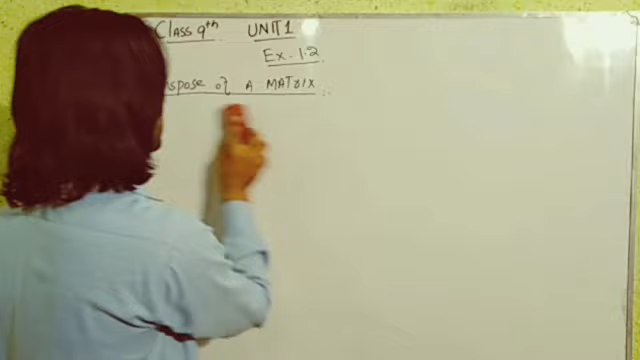 Class 9th UNIT 1
Ex-1.2
of A MATrIX :